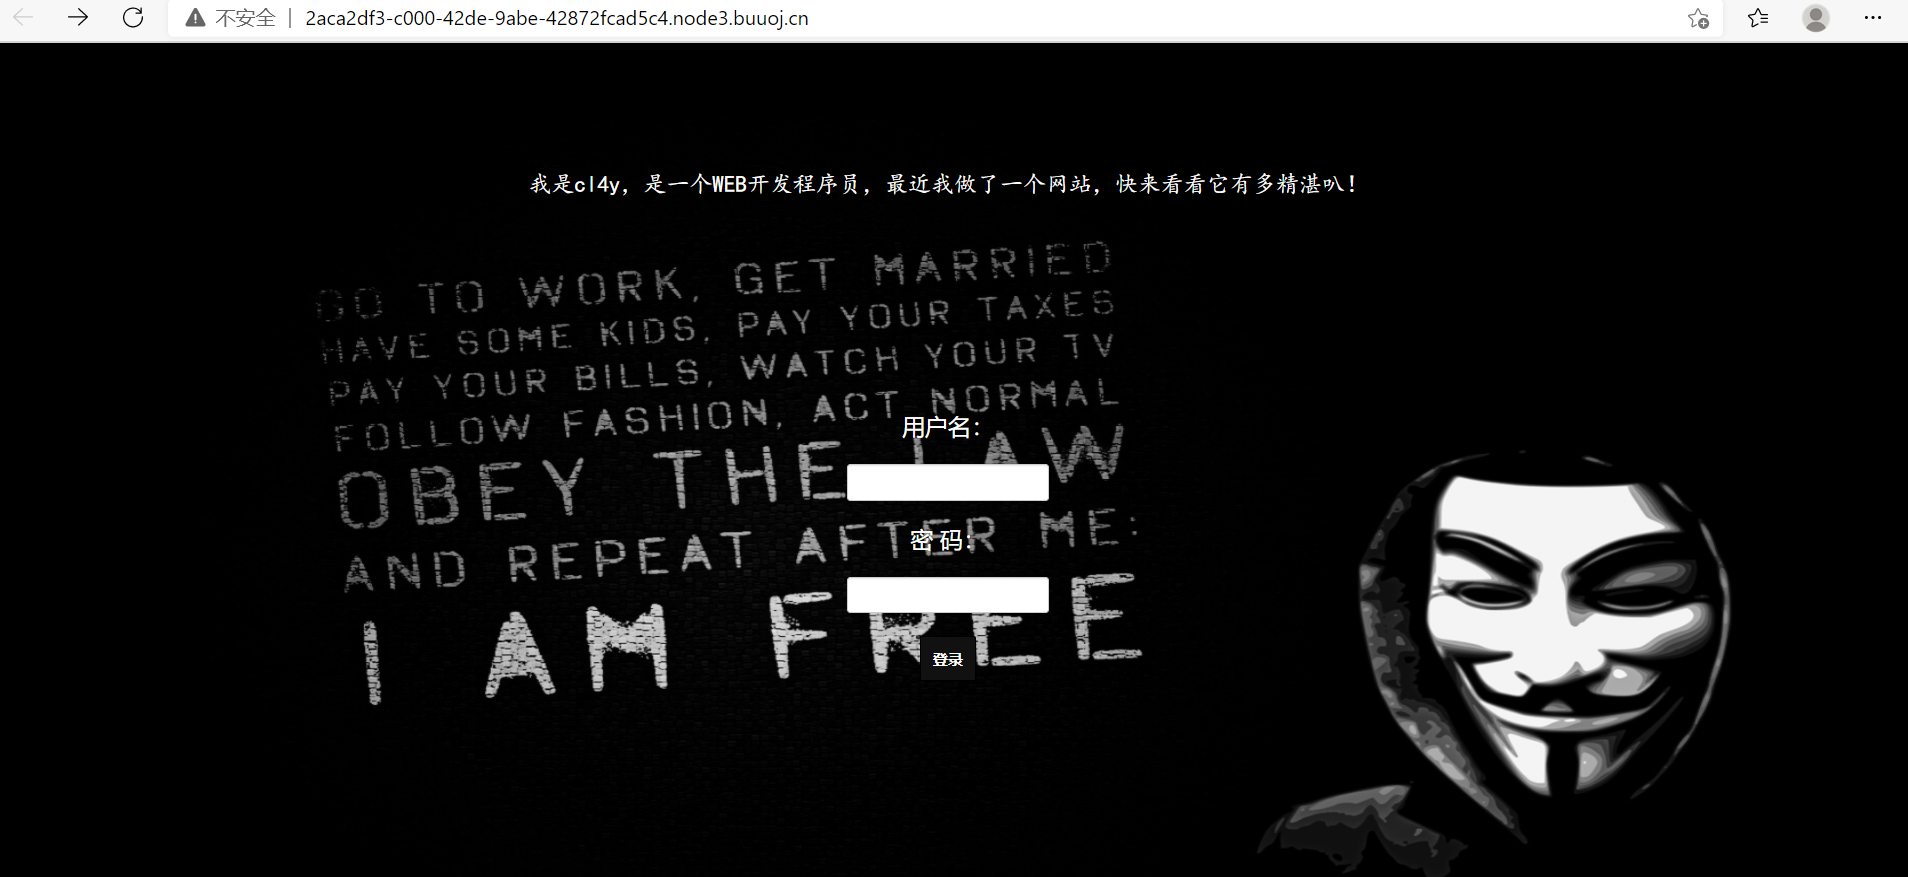 不安全 | 2aca2df3-c000-42de-9abe-42872fcad5c4.node3.buuoj.cn
我是cl4y，是一个WEB开发程序员，最近我做了一个网站，快来看看它有多精湛叭！
GO TO WORK, GET MARRIED
HAVE SOME KIDS, PAY YOUR TAXES
PAY YOUR BILLS, WATCH YOUR TV
FOLLOW FASHION, ACT NORMAL
OBEY THE LAW
AND REPEAT AFTER ME:
I AM FREE
用户名：
密 码：
登录